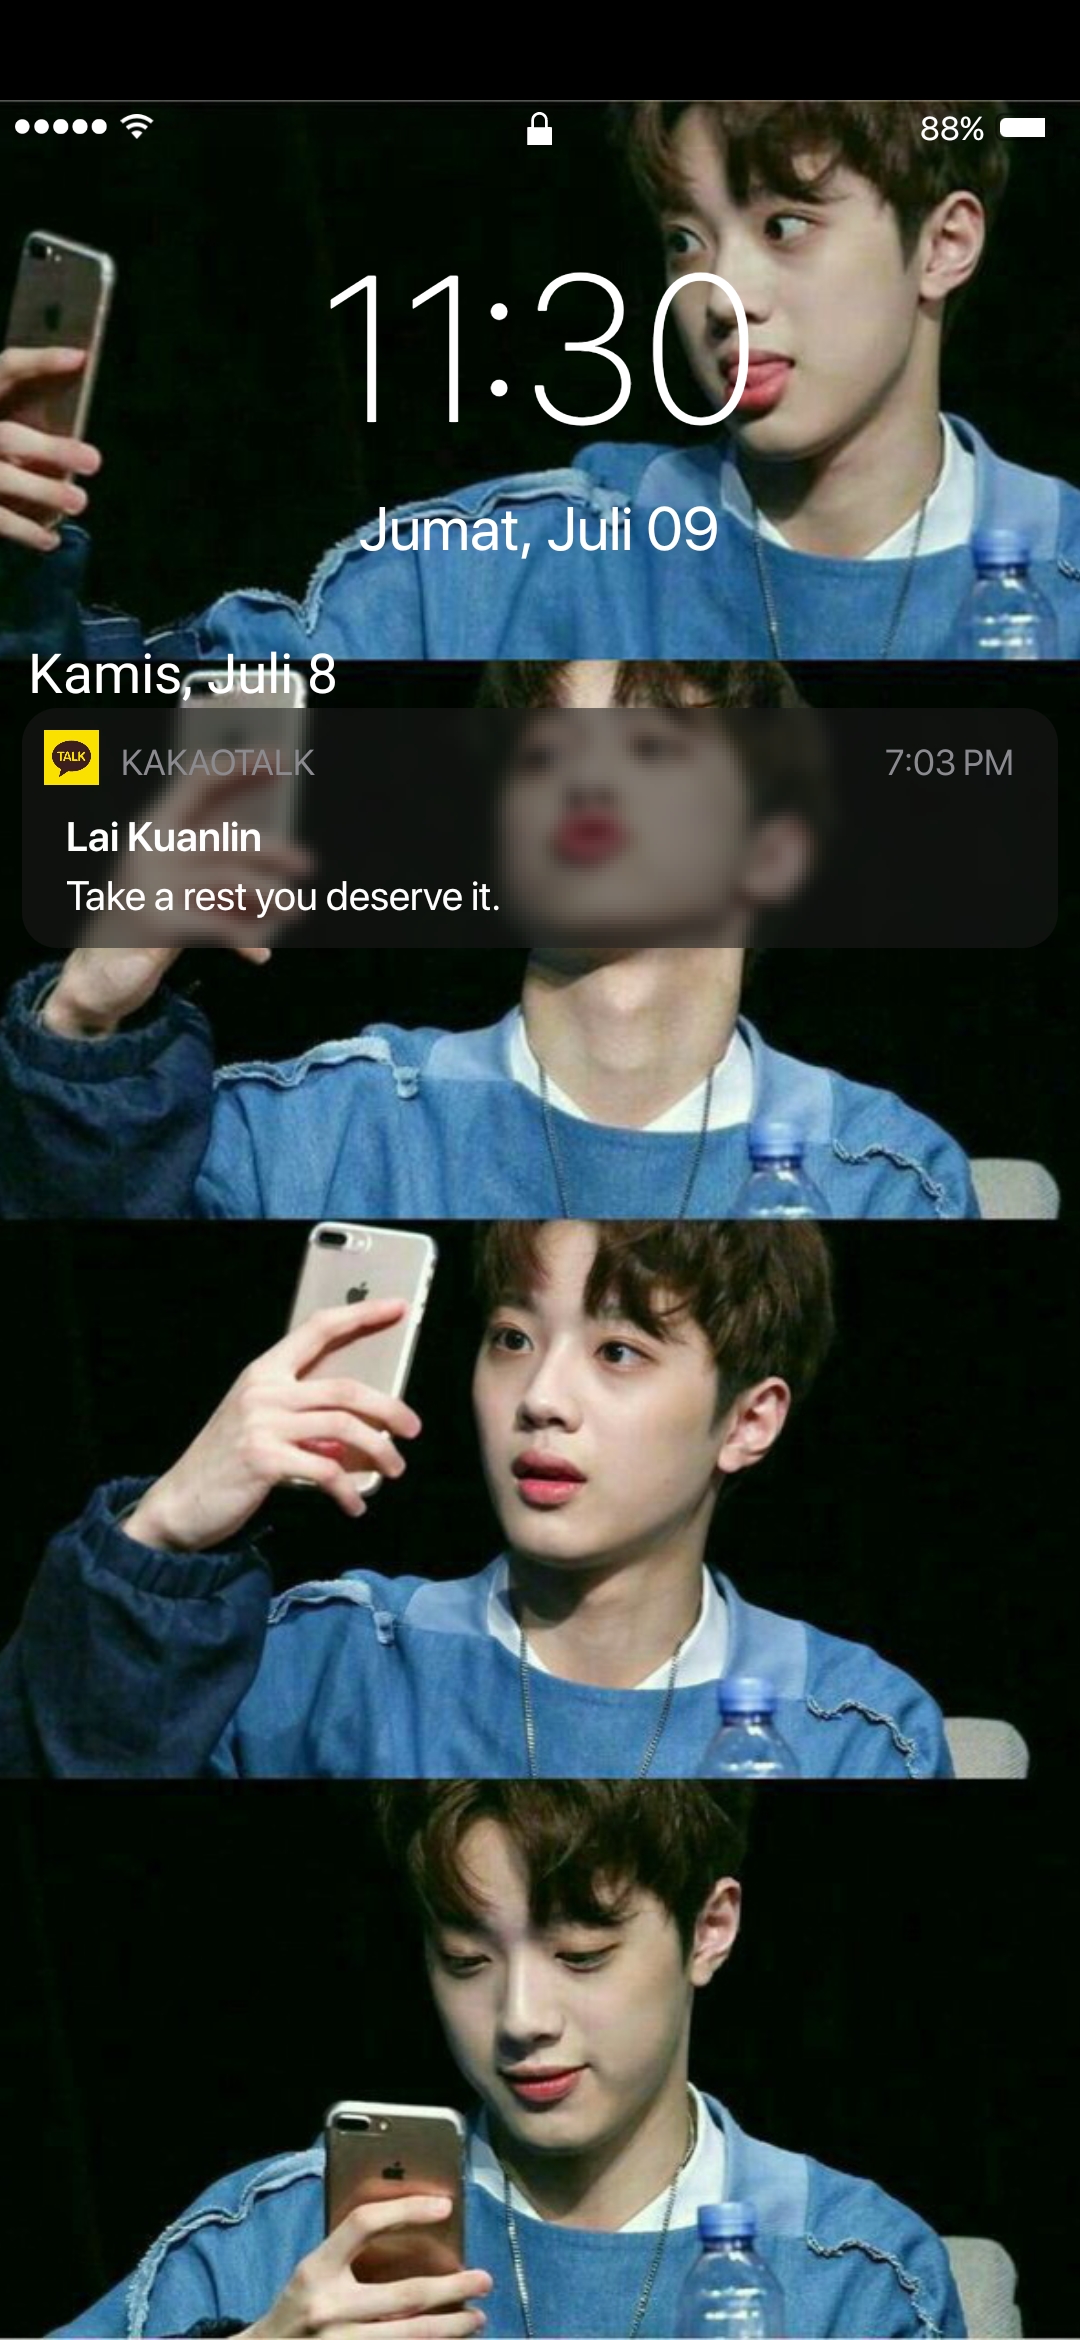 88%
11:30
Jumat, Juli 09
Kamis, Juli 8
TALK KAKAOTALK 7:03 PM
Lai Kuanlin
Take a rest you deserve it.